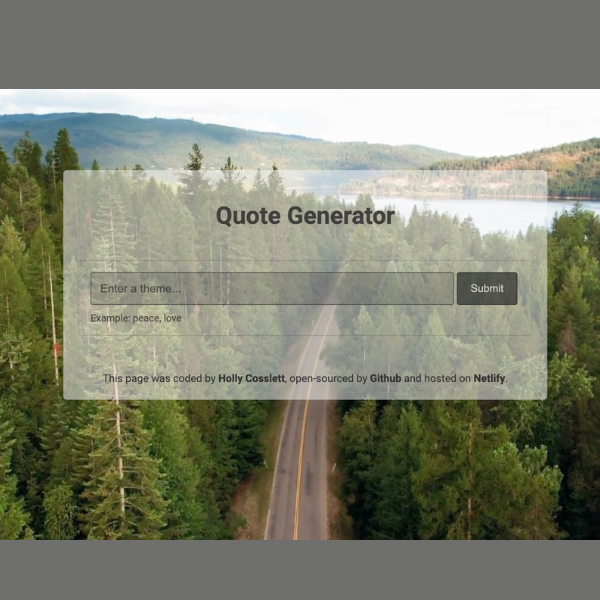 Quote Generator
Enter a theme... Submit
Example: peace, love
This page was coded by Holly Cosslett, open-sourced by Github and hosted on Netlify.